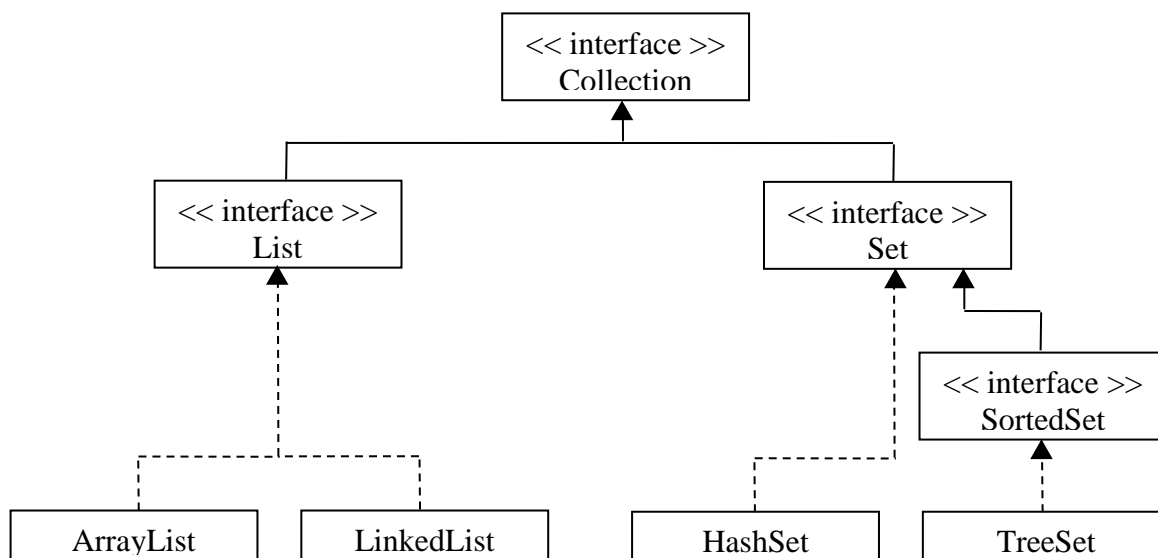 << interface >>
Collection
<< interface >>
List
<< interface >>
Set
<< interface >>
SortedSet
ArrayList
LinkedList
HashSet
TreeSet